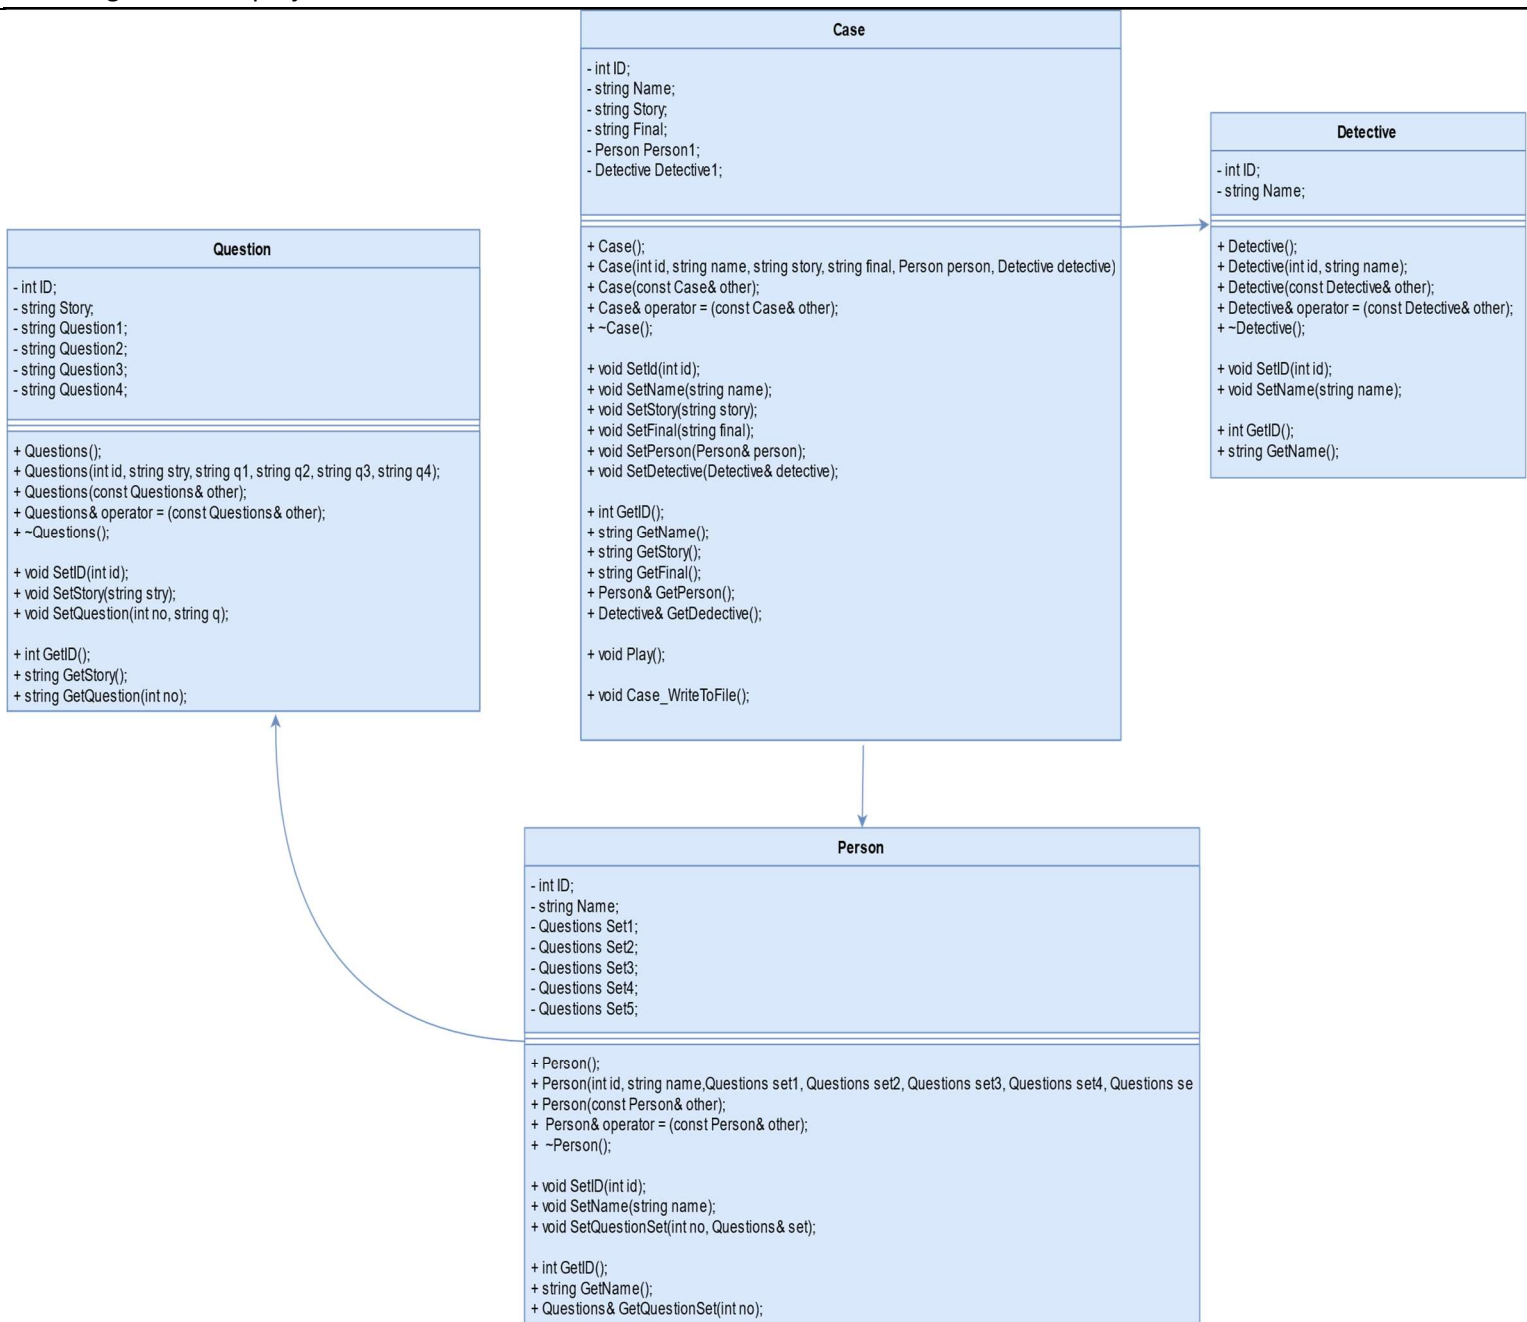 Case
- int ID;
- string Name;
- string Story;
- string Final;
- Person Person1;
- Detective Detective1;
+ Case();
+ Case(int id, string name, string story, string final, Person person, Detective detective)
+ Case(const Case& other);
+ Case& operator = (const Case& other);
+ ~Case();
+ void SetId(int id);
+ void SetName(string name);
+ void SetStory(string story);
+ void SetFinal(string final);
+ void SetPerson(Person& person);
+ void SetDetective(Detective& detective);
+ int GetID();
+ string GetName();
+ string GetStory();
+ string GetFinal();
+ Person& GetPerson();
+ Detective& GetDedective();
+ void Play();
+ void Case_WriteToFile();
Detective
- int ID;
- string Name;
+ Detective();
+ Detective(int id, string name);
+ Detective(const Detective& other);
+ Detective& operator = (const Detective& other);
+ ~Detective();
+ void SetID(int id);
+ void SetName(string name);
+ int GetID();
+ string GetName();
Question
- int ID;
- string Story;
- string Question1;
- string Question2;
- string Question3;
- string Question4;
+ Questions();
+ Questions(int id, string stry, string q1, string q2, string q3, string q4);
+ Questions(const Questions& other);
+ Questions& operator = (const Questions& other);
+ ~Questions();
+ void SetID(int id);
+ void SetStory(string stry);
+ void SetQuestion(int no, string q);
+ int GetID();
+ string GetStory();
+ string GetQuestion(int no);
Person
- int ID;
- string Name;
- Questions Set1;
- Questions Set2;
- Questions Set3;
- Questions Set4;
- Questions Set5;
+ Person();
+ Person(int id, string name,Questions set1, Questions set2, Questions set3, Questions set4, Questions se
+ Person(const Person& other);
+ Person& operator = (const Person& other);
+ ~Person();
+ void SetID(int id);
+ void SetName(string name);
+ void SetQuestionSet(int no, Questions& set);
+ int GetID();
+ string GetName();
+ Questions& GetQuestionSet(int no);